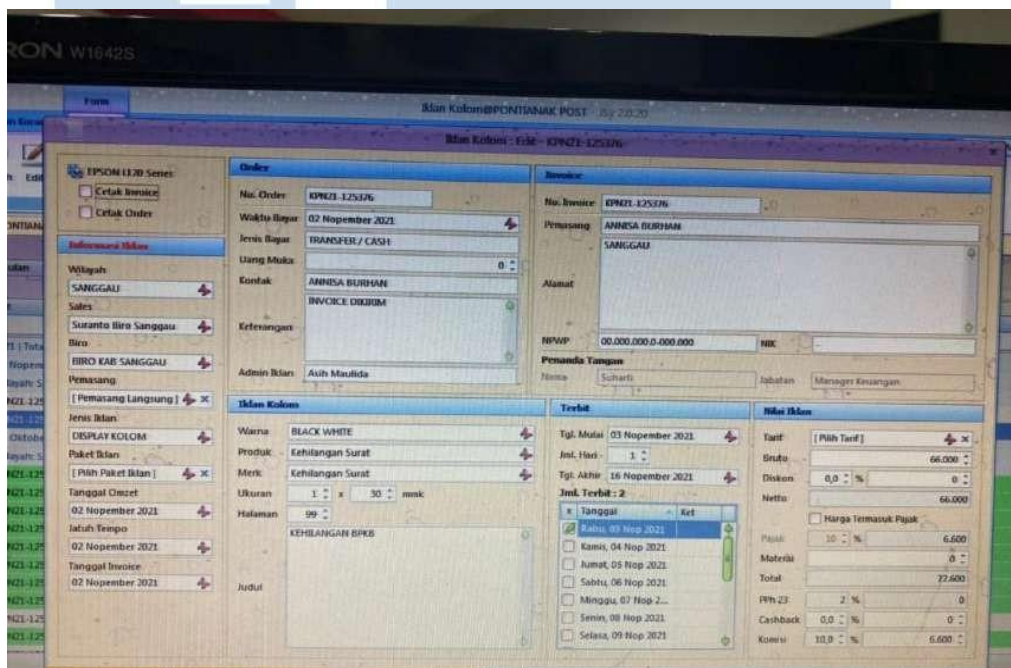 RON W1642S
Form
Iklan Kolom@PONTIANAK POST
Iklan Kolom : Edit - KPN21-125376
Edit
EPSON L120 Series
Cetak Invoice
Cetak Order
Informasi Iklan
Wilayah
SANGGAU
Sales
Suranto Biro Sanggau
Biro
BIRO KAB SANGGAU
Pemasang
[ Pemasang Langsung ]
Jenis Iklan
DISPLAY KOLOM
Paket Iklan
[ Pilih Paket Iklan ]
Tanggal Omzet
02 Nopember 2021
Jatuh Tempo
02 Nopember 2021
Tanggal Invoice
02 Nopember 2021
Order
No. Order KPN21-125376
Waktu Bayar 02 Nopember 2021
Jenis Bayar TRANSFER / CASH
Uang Muka 0
Kontak ANNISA BURHAN
Keterangan INVOICE DIKIRIM
Admin Iklan Asih Maulida
Invoice
No. Invoice KPN21-125376
Pemasang ANNISA BURHAN
Alamat SANGGAU
NPWP 00.000.000.0-000.000 NIK -
Penanda Tangan
Nama Suharti Jabatan Manager Keuangan
Iklan Kolom
Warna BLACK WHITE
Produk Kehilangan Surat
Merk Kehilangan Surat
Ukuran 1 x 30 mmk
Halaman 99
Judul KEHILANGAN BPKB
Terbit
Tgl. Mulai 03 Nopember 2021
Jml. Hari 1
Tgl. Akhir 16 Nopember 2021
Jml. Terbit : 2
x Tanggal Ket
Rabu, 03 Nop 2021
Kamis, 04 Nop 2021
Jumat, 05 Nop 2021
Sabtu, 06 Nop 2021
Minggu, 07 Nop 2...
Senin, 08 Nop 2021
Selasa, 09 Nop 2021
Nilai Iklan
Tarif [ Pilih Tarif ]
Bruto 66.000
Diskon 0,0 % 0
Netto 66.000
Harga Termasuk Pajak
Pajak 10 % 6.600
Materai 0
Total 72.600
PPh 23 2 % 0
Cashback 0,0 % 0
Komisi 10,0 % 6.600